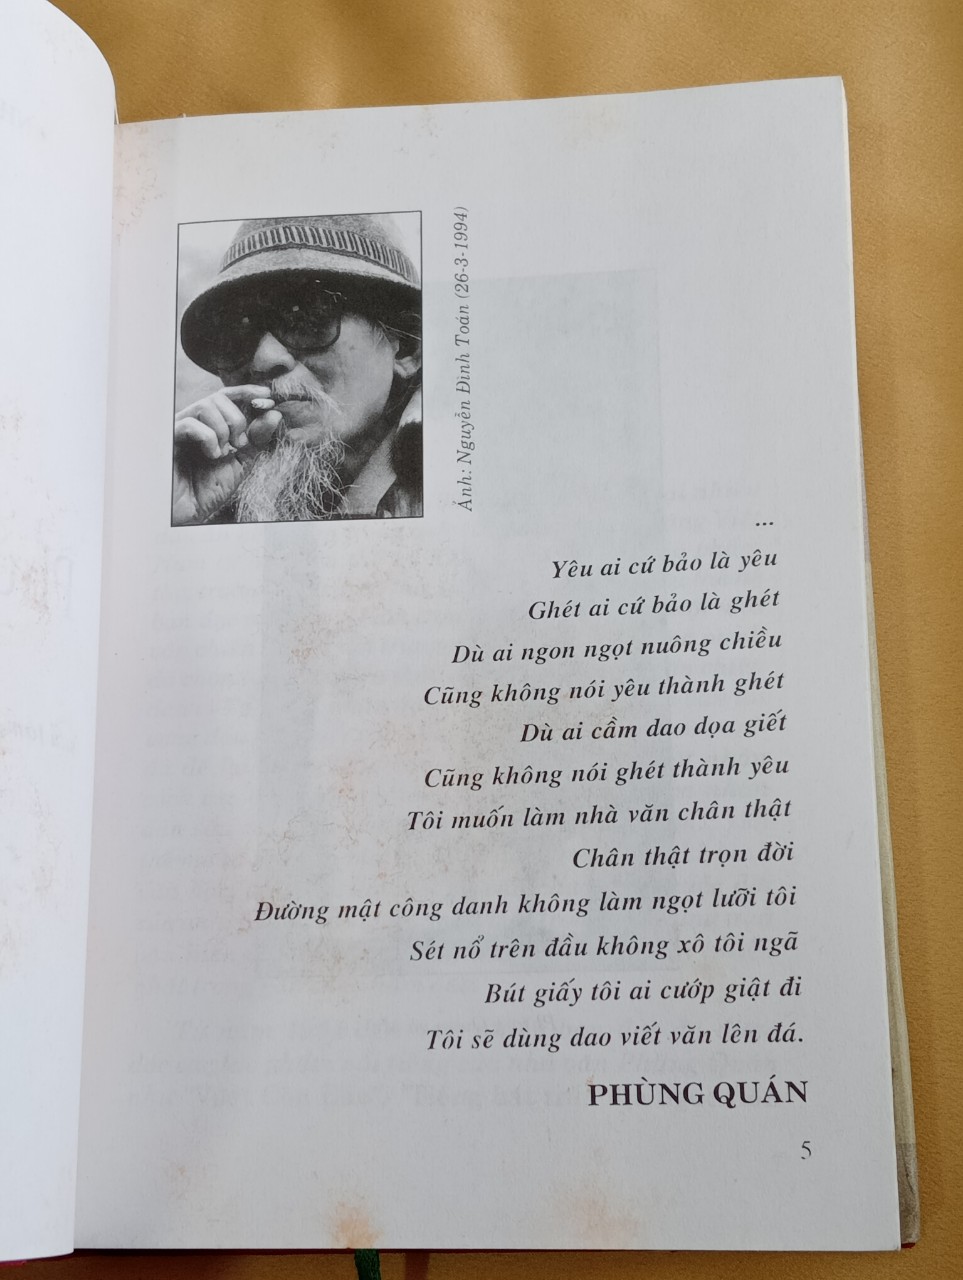 Ảnh: Nguyễn Đình Toán (26-3-1994)
...
Yêu ai cứ bảo là yêu
Ghét ai cứ bảo là ghét
Dù ai ngon ngọt nuông chiều
Cũng không nói yêu thành ghét
Dù ai cầm dao dọa giết
Cũng không nói ghét thành yêu
Tôi muốn làm nhà văn chân thật
Chân thật trọn đời
Đường mật công danh không làm ngọt lưỡi tôi
Sét nổ trên đầu không xô tôi ngã
Bút giấy tôi ai cướp giật đi
Tôi sẽ dùng dao viết văn lên đá.
PHÙNG QUÁN
5